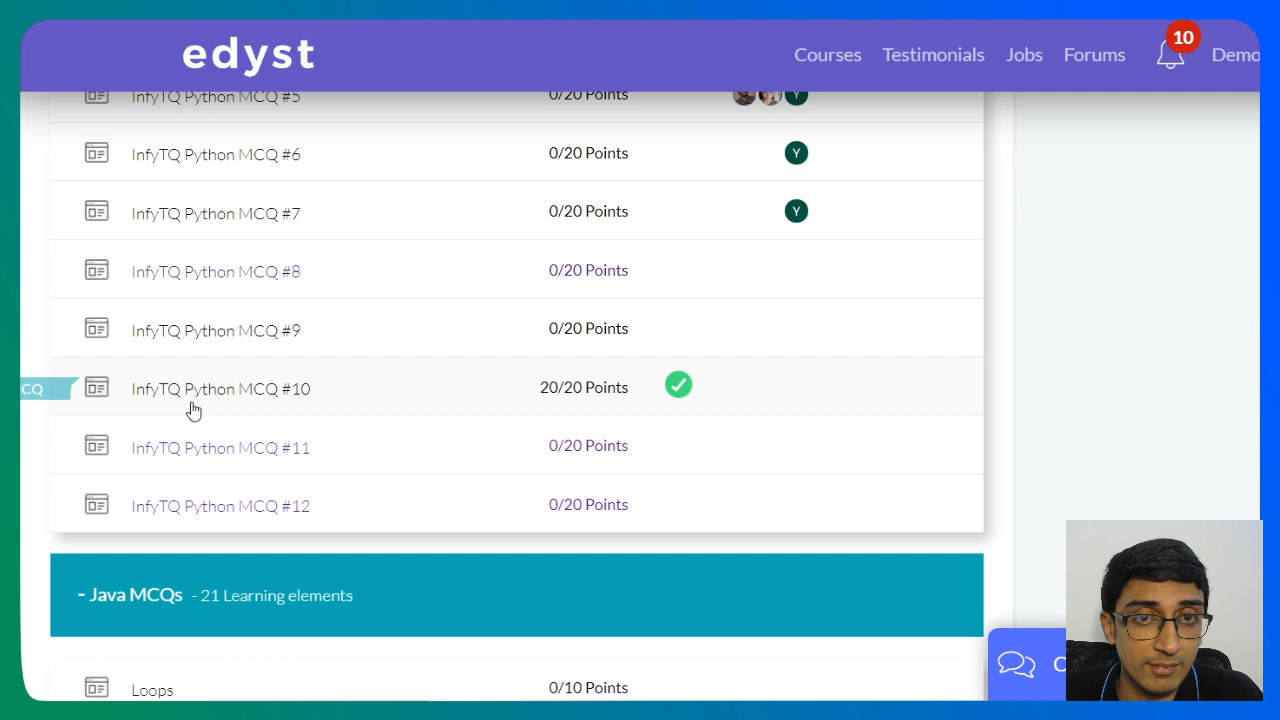 edyst
Courses Testimonials Jobs Forums 10 Demo
InfyTQ Python MCQ #5 0/20 Points Y
InfyTQ Python MCQ #6 0/20 Points Y
InfyTQ Python MCQ #7 0/20 Points Y
InfyTQ Python MCQ #8 0/20 Points
InfyTQ Python MCQ #9 0/20 Points
CQ InfyTQ Python MCQ #10 20/20 Points
InfyTQ Python MCQ #11 0/20 Points
InfyTQ Python MCQ #12 0/20 Points
- Java MCQs - 21 Learning elements
Loops 0/10 Points